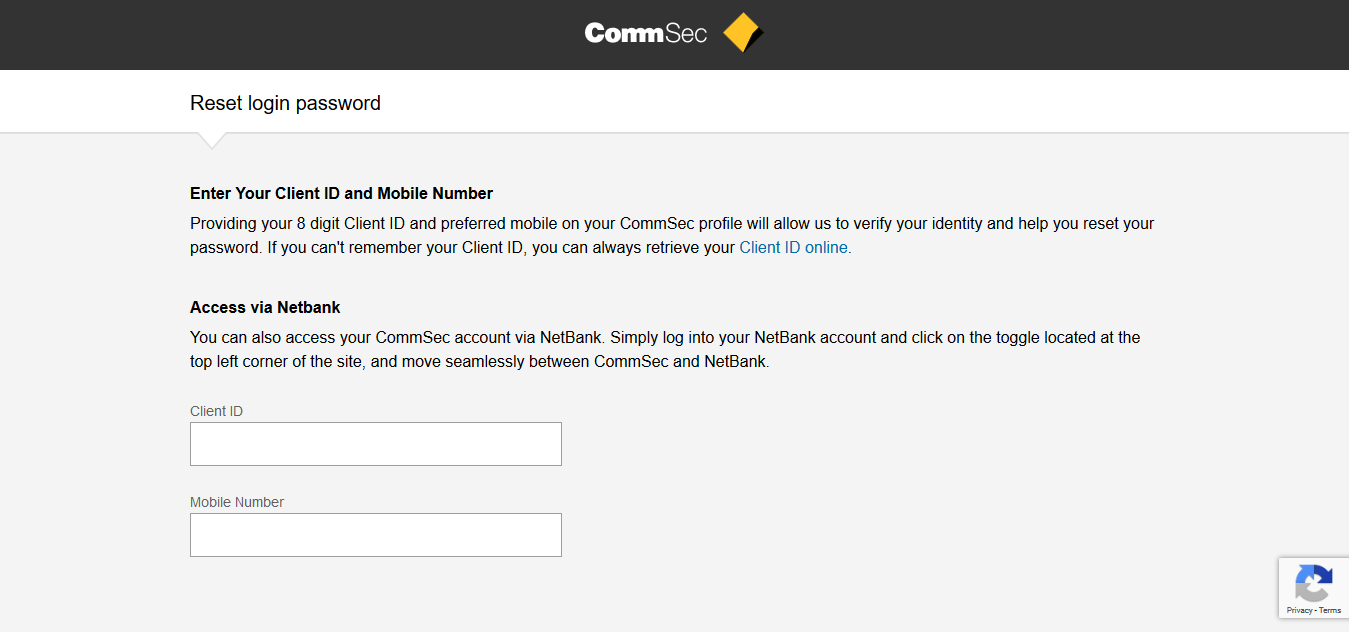 CommSec
Reset login password
Enter Your Client ID and Mobile Number
Providing your 8 digit Client ID and preferred mobile on your CommSec profile will allow us to verify your identity and help you reset your
password. If you can't remember your Client ID, you can always retrieve your Client ID online.
Access via Netbank
You can also access your CommSec account via NetBank. Simply log into your NetBank account and click on the toggle located at the
top left corner of the site, and move seamlessly between CommSec and NetBank.
Client ID
Mobile Number
Privacy - Terms